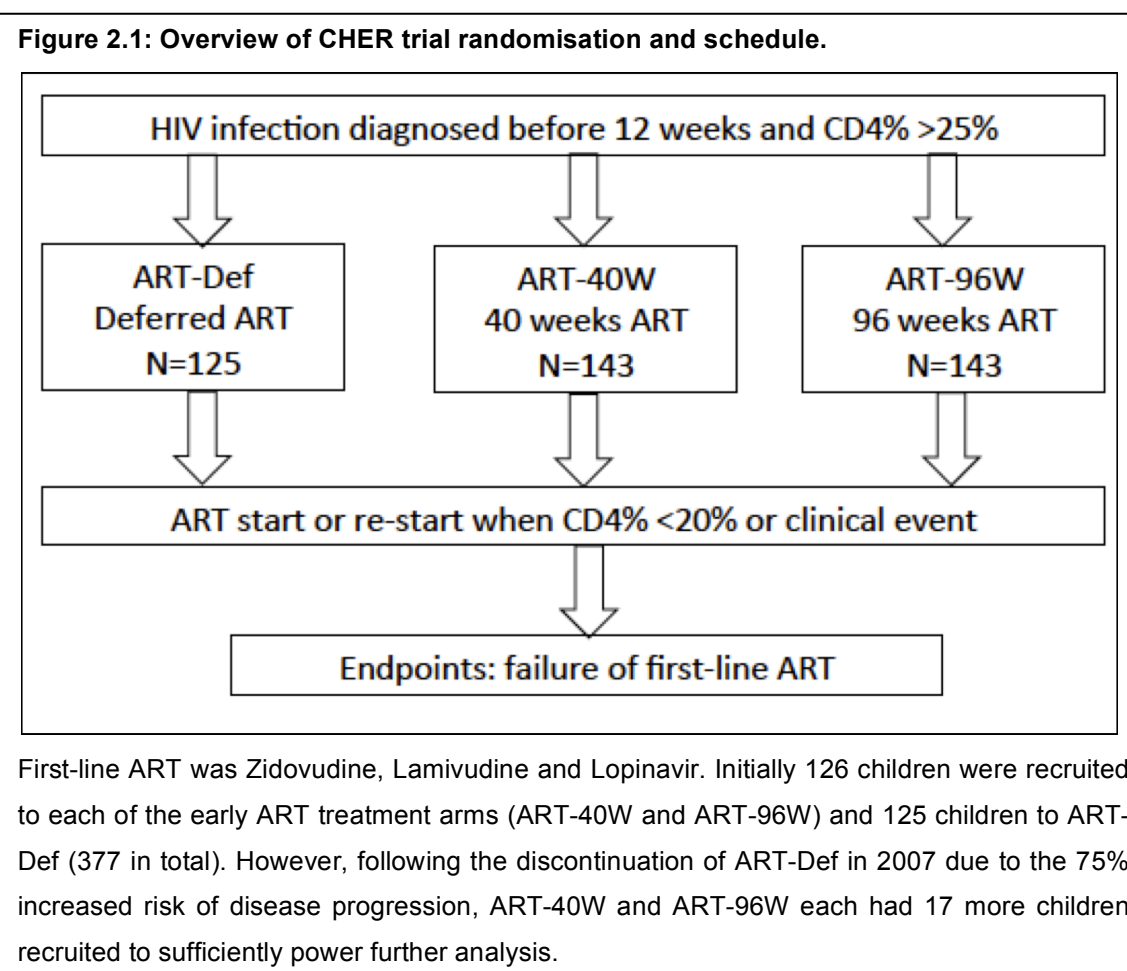 Figure 2.1: Overview of CHER trial randomisation and schedule.
HIV infection diagnosed before 12 weeks and CD4% >25%
ART-Def
Deferred ART
N=125
ART-40W
40 weeks ART
N=143
ART-96W
96 weeks ART
N=143
ART start or re-start when CD4% <20% or clinical event
Endpoints: failure of first-line ART
First-line ART was Zidovudine, Lamivudine and Lopinavir. Initially 126 children were recruited
to each of the early ART treatment arms (ART-40W and ART-96W) and 125 children to ART-
Def (377 in total). However, following the discontinuation of ART-Def in 2007 due to the 75%
increased risk of disease progression, ART-40W and ART-96W each had 17 more children
recruited to sufficiently power further analysis.